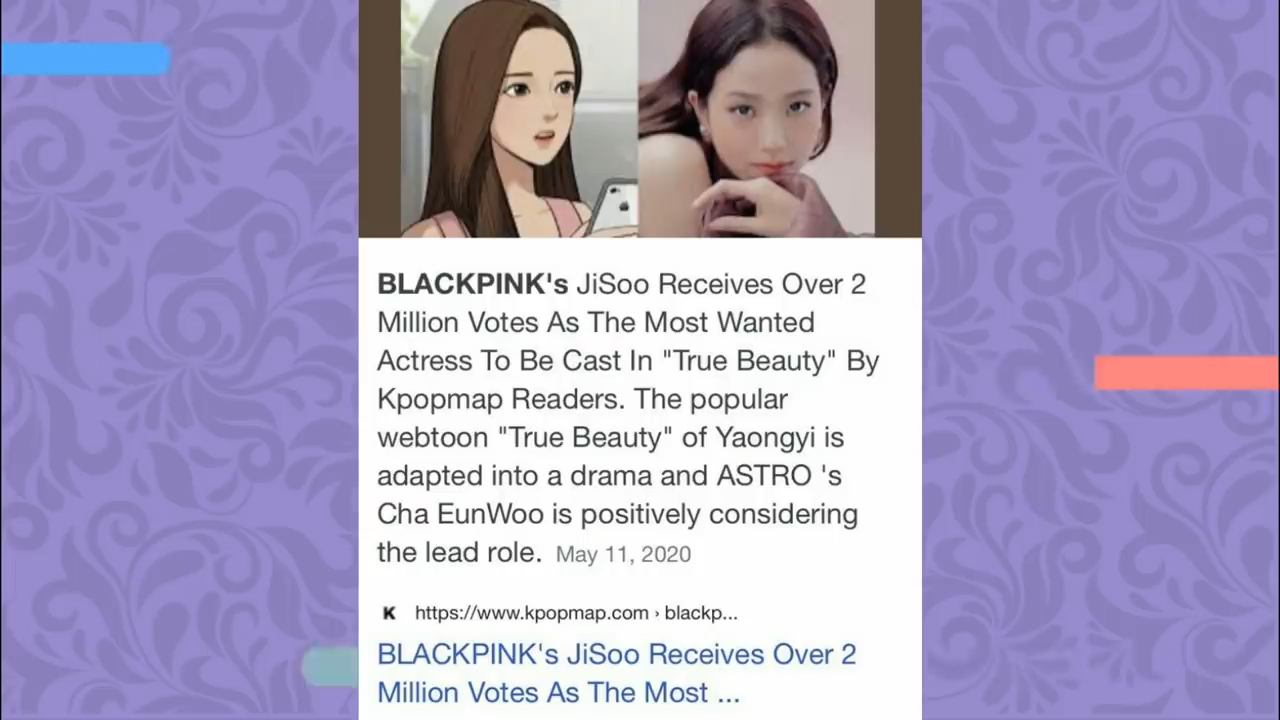 BLACKPINK's JiSoo Receives Over 2
Million Votes As The Most Wanted
Actress To Be Cast In "True Beauty" By
Kpopmap Readers. The popular
webtoon "True Beauty" of Yaongyi is
adapted into a drama and ASTRO 's
Cha EunWoo is positively considering
the lead role. May 11, 2020
K https://www.kpopmap.com › blackp...
BLACKPINK's JiSoo Receives Over 2
Million Votes As The Most ...